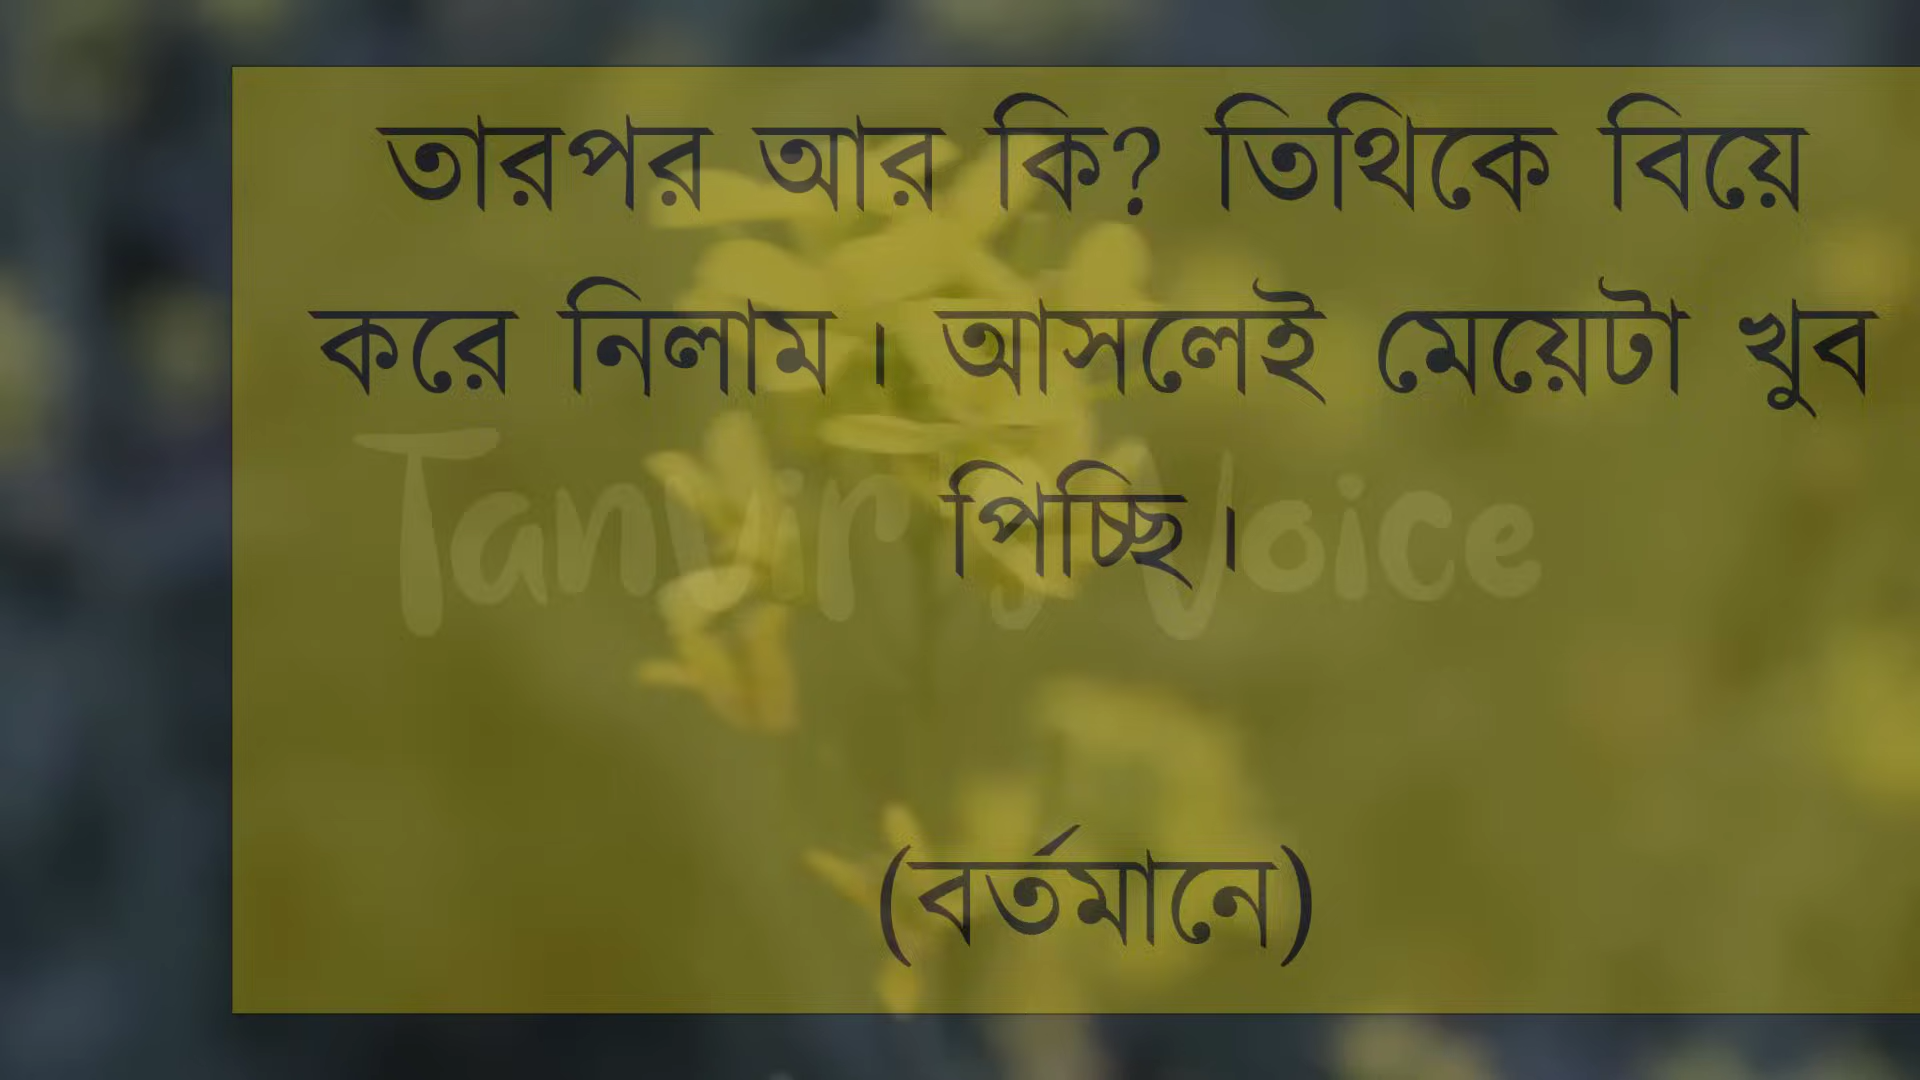 তারপর আর কি? তিথিকে বিয়ে
করে নিলাম। আসলেই মেয়েটা খুব
Tanvir's Voice
পিচ্ছি।
(বর্তমানে)